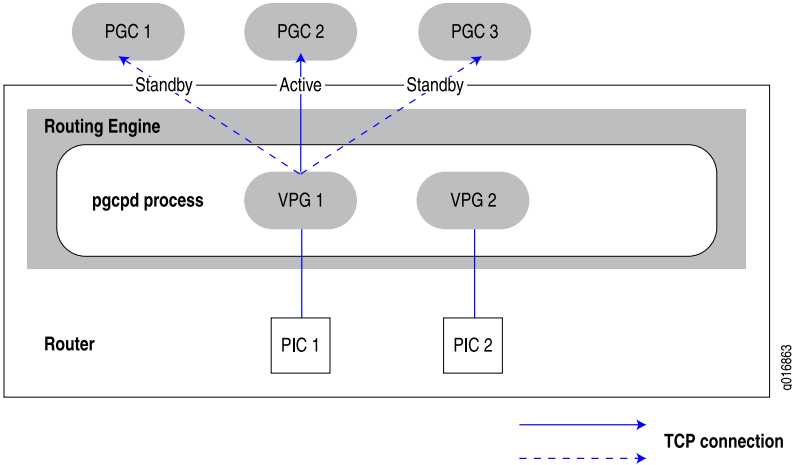 PGC 1
PGC 2
PGC 3
Standby
Active
Standby
Routing Engine
pgcpd process
VPG 1
VPG 2
Router
PIC 1
PIC 2
g016863
TCP connection